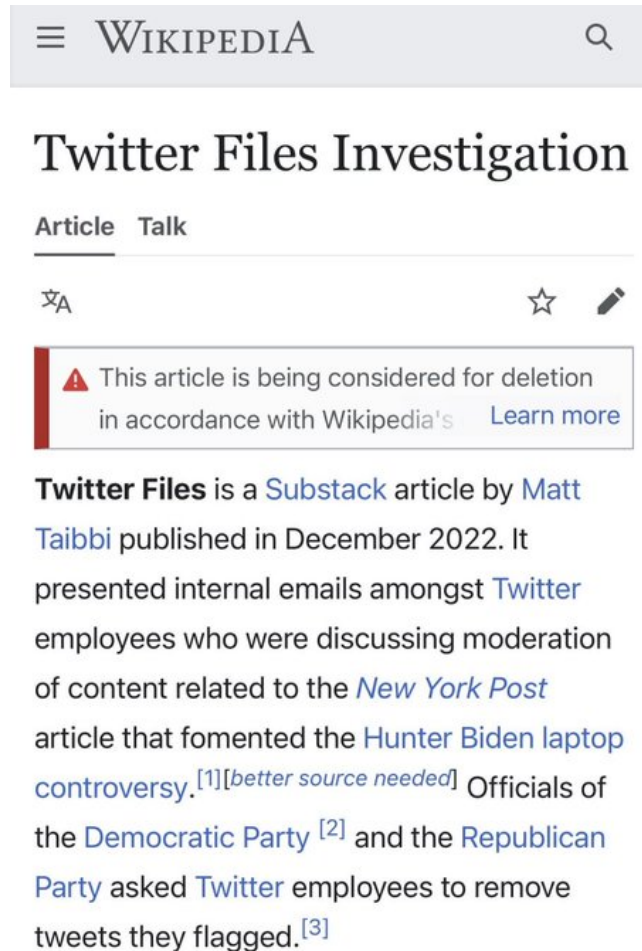 WIKIPEDIA
Twitter Files Investigation
Article Talk
This article is being considered for deletion
in accordance with Wikipedia's Learn more
Twitter Files is a Substack article by Matt
Taibbi published in December 2022. It
presented internal emails amongst Twitter
employees who were discussing moderation
of content related to the New York Post
article that fomented the Hunter Biden laptop
controversy.[1][better source needed] Officials of
the Democratic Party [2] and the Republican
Party asked Twitter employees to remove
tweets they flagged.[3]